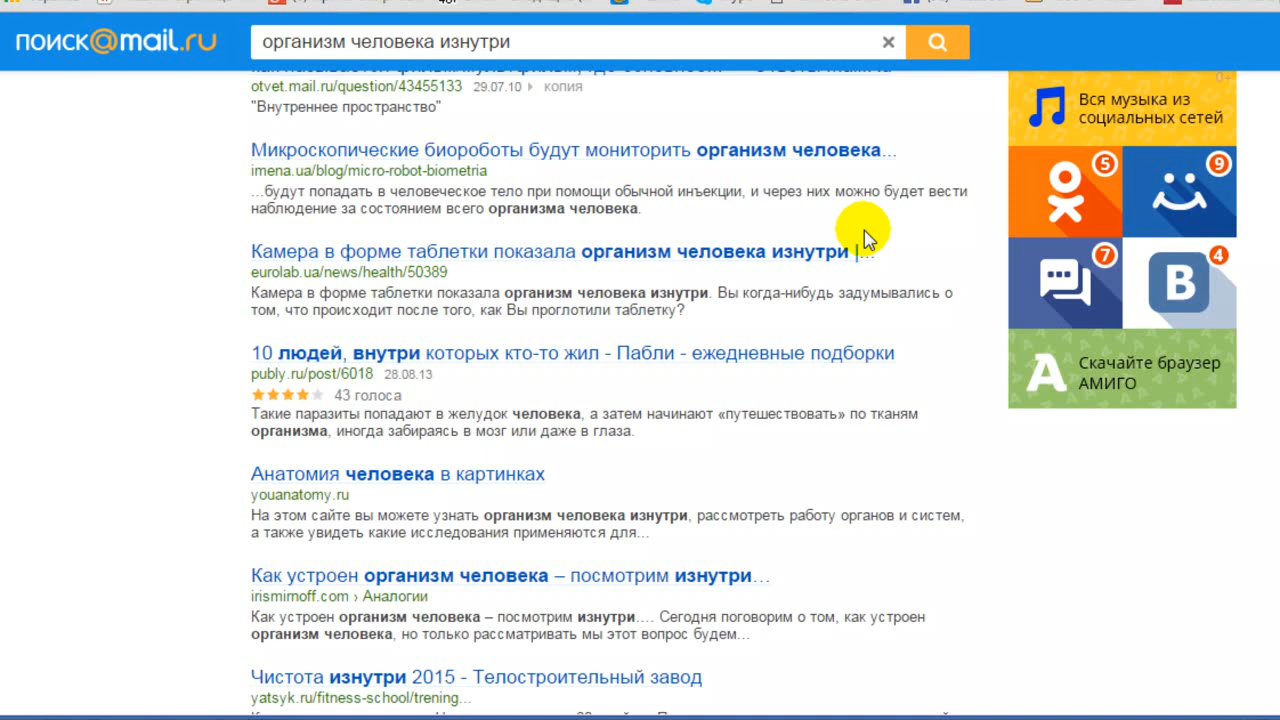 поиск@mail.ru
организм человека изнутри
otvet.mail.ru/question/43455133 29.07.10 копия
"Внутреннее пространство"
Микроскопические биороботы будут мониторить организм человека...
imena.ua/blog/micro-robot-biometria
...будут попадать в человеческое тело при помощи обычной инъекции, и через них можно будет вести
наблюдение за состоянием всего организма человека.
Камера в форме таблетки показала организм человека изнутри |...
eurolab.ua/news/health/50389
Камера в форме таблетки показала организм человека изнутри. Вы когда-нибудь задумывались о
том, что происходит после того, как Вы проглотили таблетку?
10 людей, внутри которых кто-то жил - Пабли - ежедневные подборки
publy.ru/post/6018 28.08.13
43 голоса
Такие паразиты попадают в желудок человека, а затем начинают «путешествовать» по тканям
организма, иногда забираясь в мозг или даже в глаза.
Анатомия человека в картинках
youanatomy.ru
На этом сайте вы можете узнать организм человека изнутри, рассмотреть работу органов и систем,
а также увидеть какие исследования применяются для...
Как устроен организм человека – посмотрим изнутри...
irismirnoff.com › Аналогии
Как устроен организм человека – посмотрим изнутри.... Сегодня поговорим о том, как устроен
организм человека, но только рассматривать мы этот вопрос будем...
Чистота изнутри 2015 - Телостроительный завод
yatsyk.ru/fitness-school/trening...
0+
Вся музыка из
социальных сетей
5
9
7
4
В
Скачайте браузер
АМИГО